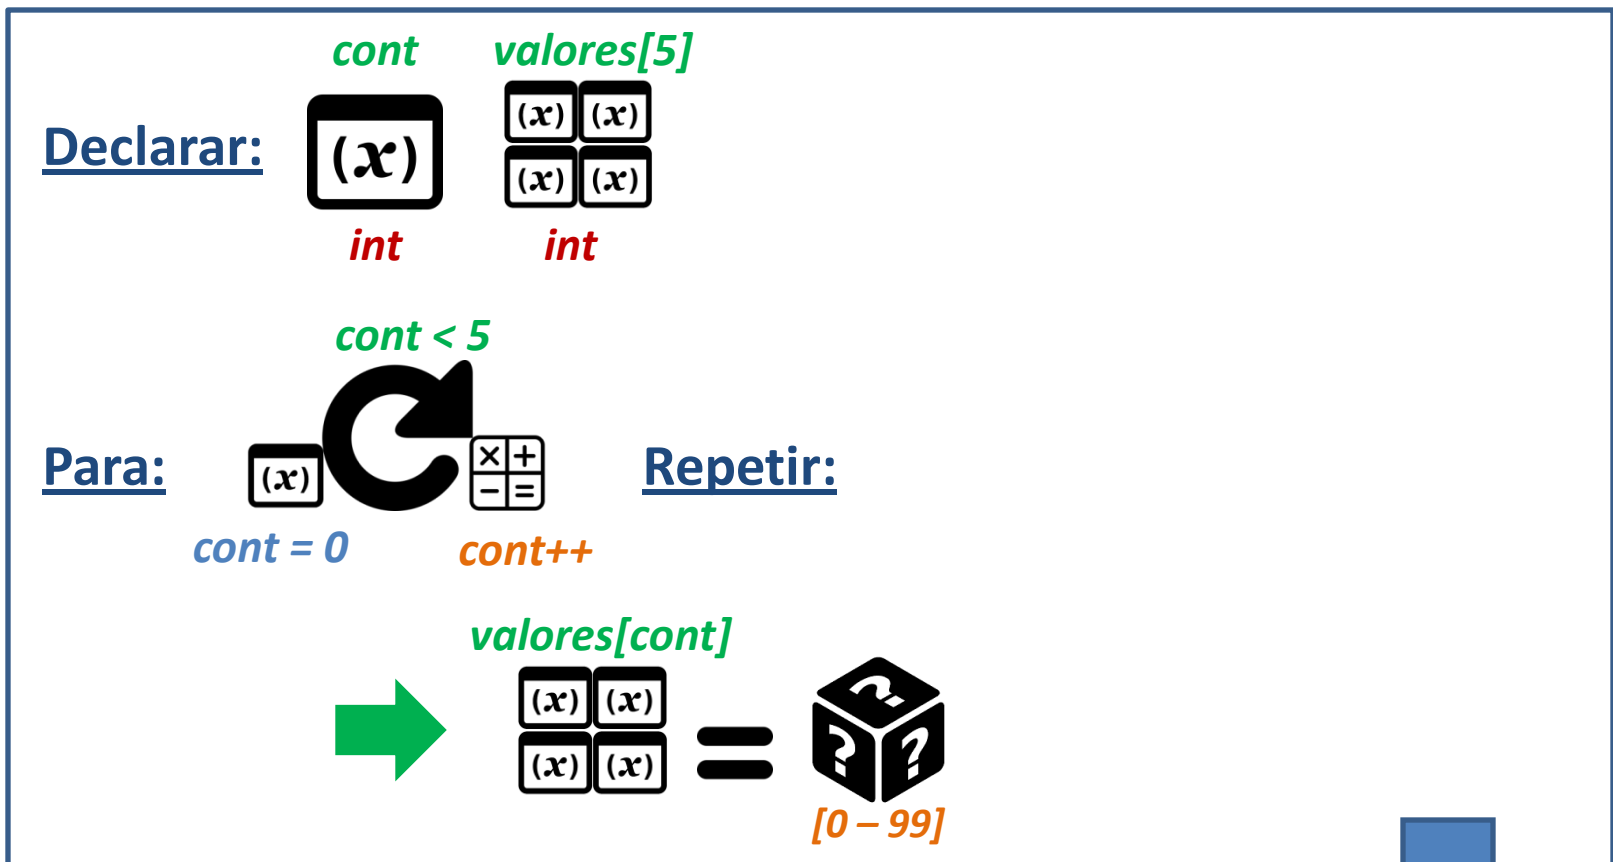 cont valores[5]
(x) (x) (x)
Declarar: (x)
(x) (x)
int int
cont < 5
Para: (x) × + − = Repetir:
cont = 0 cont++
valores[cont]
(x) (x)
(x) (x) = ? ? ?
[0 – 99]